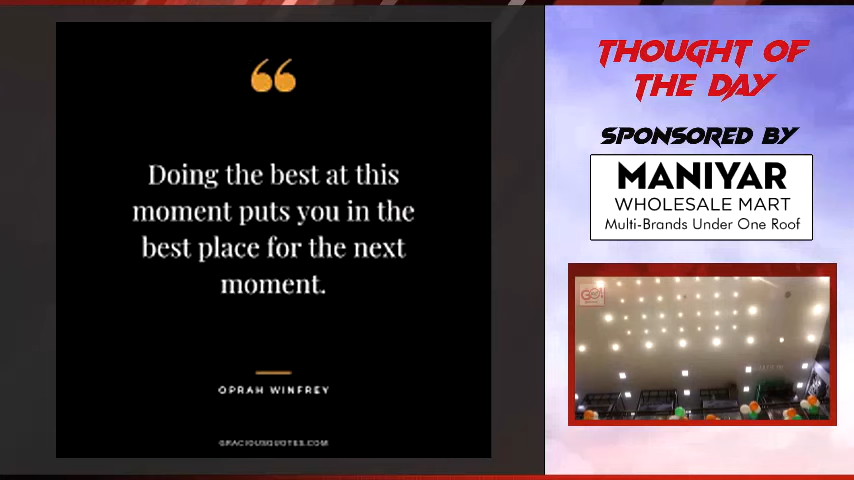 Doing the best at this
moment puts you in the
best place for the next
moment.
OPRAH WINFREY
GRACIOUSQUOTES.COM
THOUGHT OF
THE DAY
SPONSORED BY
MANIYAR
WHOLESALE MART
Multi-Brands Under One Roof